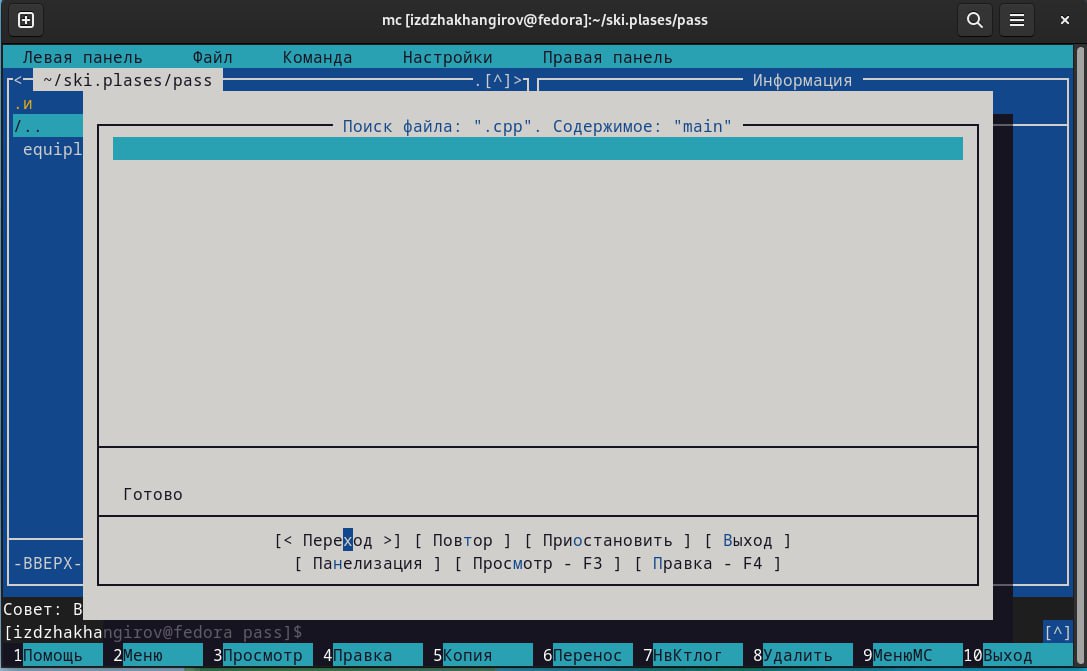 mc [izdzhakhangirov@fedora]:~/ski.plases/pass
Левая панель Файл Команда Настройки Правая панель
<- ~/ski.plases/pass .[^]> Информация
.и
/..
equipl
Поиск файла: ".cpp". Содержимое: "main"
Готово
[< Переход >] [ Повтор ] [ Приостановить ] [ Выход ]
[ Панелизация ] [ Просмотр - F3 ] [ Правка - F4 ]
-ВВЕРХ-
Совет: В
[izdzhakhangirov@fedora pass]$ [^]
1Помощь 2Меню 3Просмотр 4Правка 5Копия 6Перенос 7НвКтлог 8Удалить 9МенюМС 10Выход